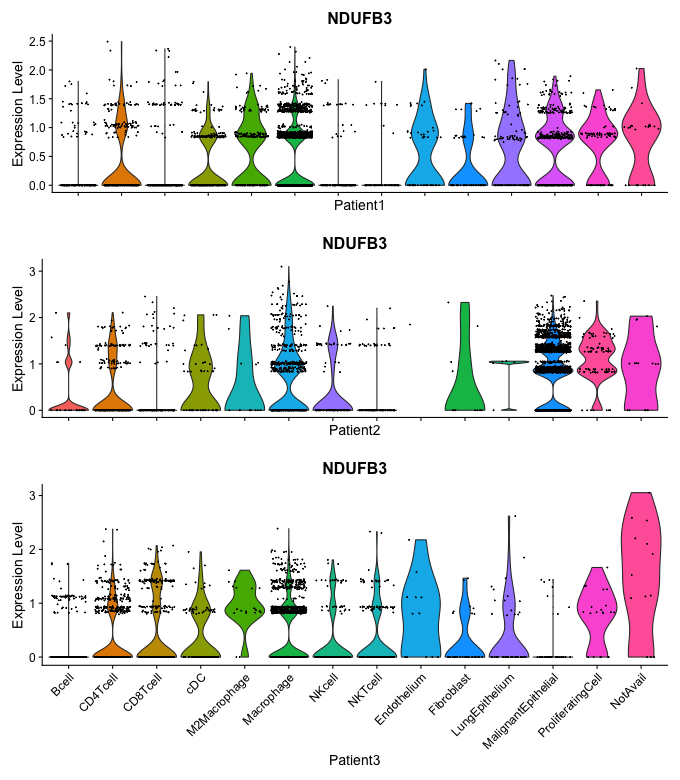 NDUFB3
Expression Level
2.5
2.0
1.5
1.0
0.5
0.0
Patient1
NDUFB3
Expression Level
3
2
1
0
Patient2
NDUFB3
Expression Level
3
2
1
0
Bcell
CD4Tcell
CD8Tcell
cDC
M2Macrophage
Macrophage
NKcell
NKTcell
Endothelium
Fibroblast
LungEpithelium
MalignantEpithelial
ProliferatingCell
NotAvail
Patient3